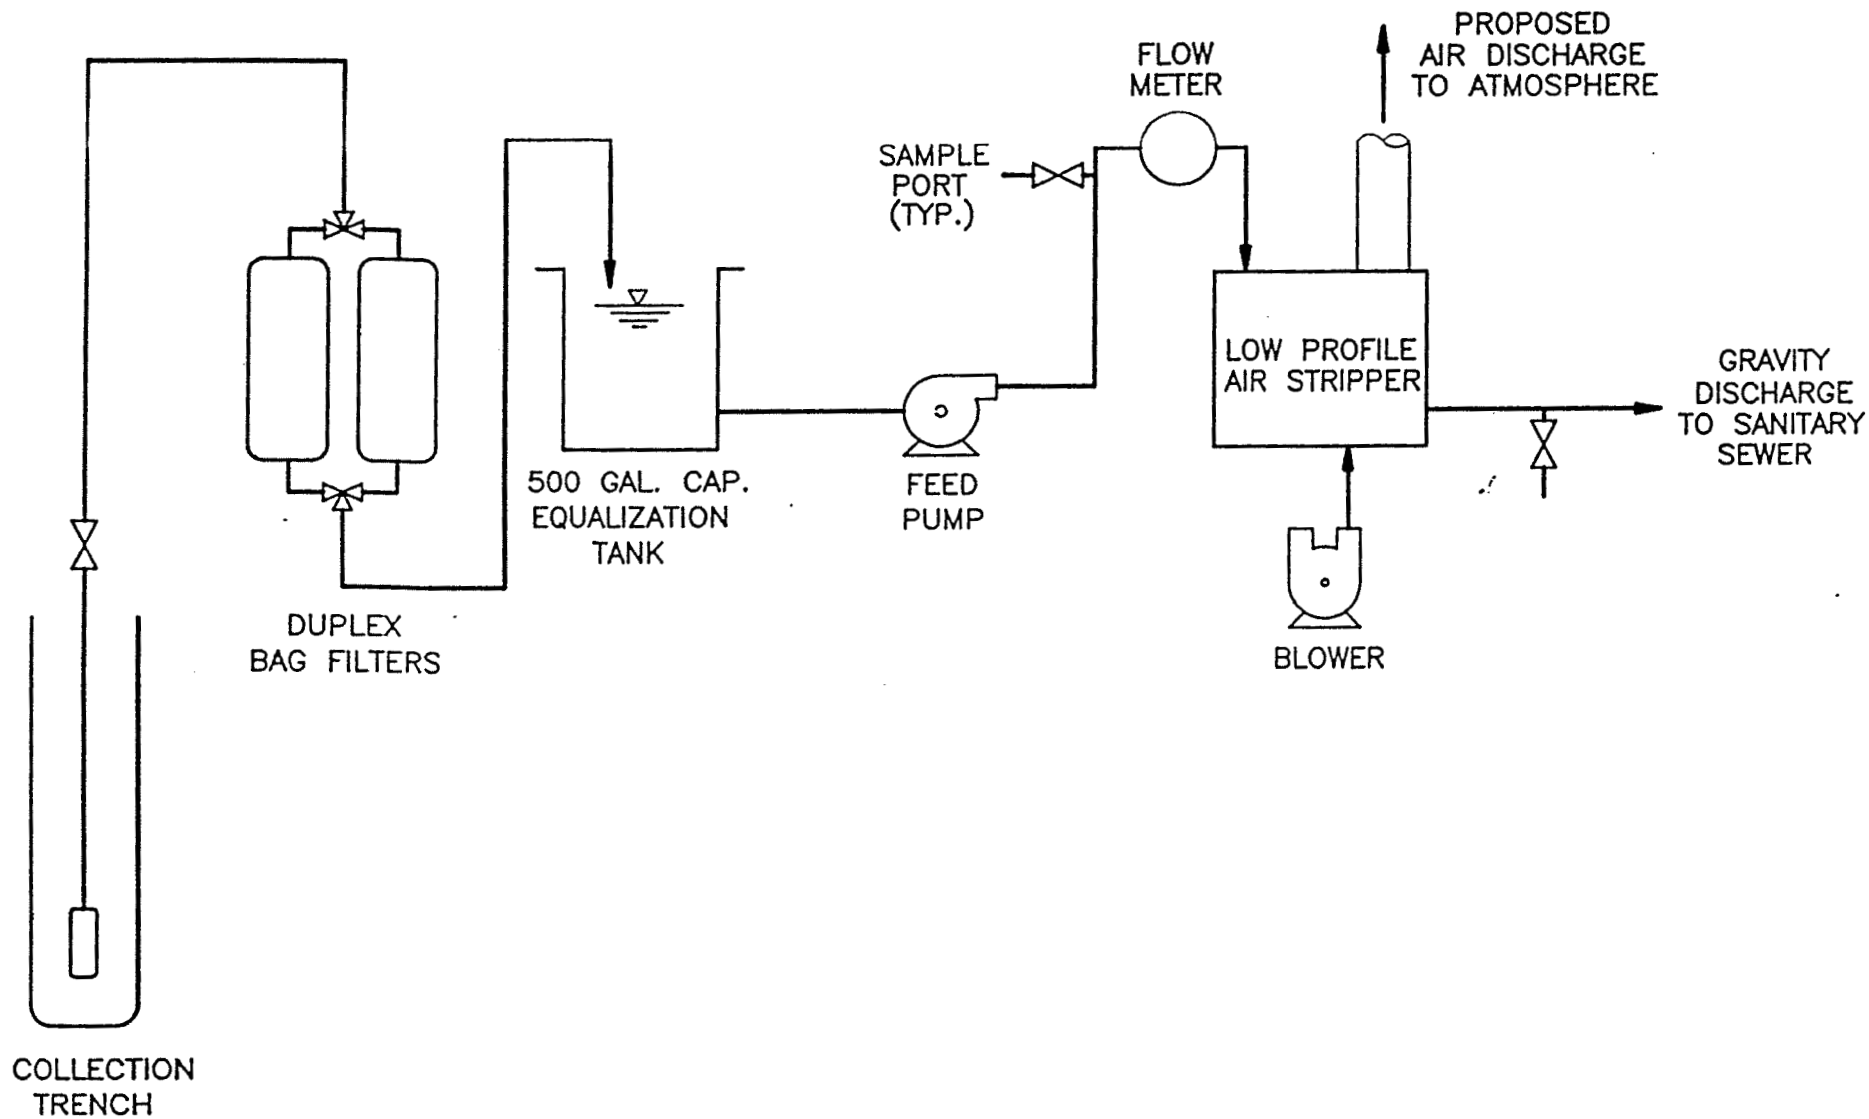 PROPOSED
AIR DISCHARGE
TO ATMOSPHERE
FLOW
METER
SAMPLE
PORT
(TYP.)
LOW PROFILE
AIR STRIPPER
GRAVITY
DISCHARGE
TO SANITARY
SEWER
500 GAL. CAP.
EQUALIZATION
TANK
FEED
PUMP
DUPLEX
BAG FILTERS
BLOWER
COLLECTION
TRENCH